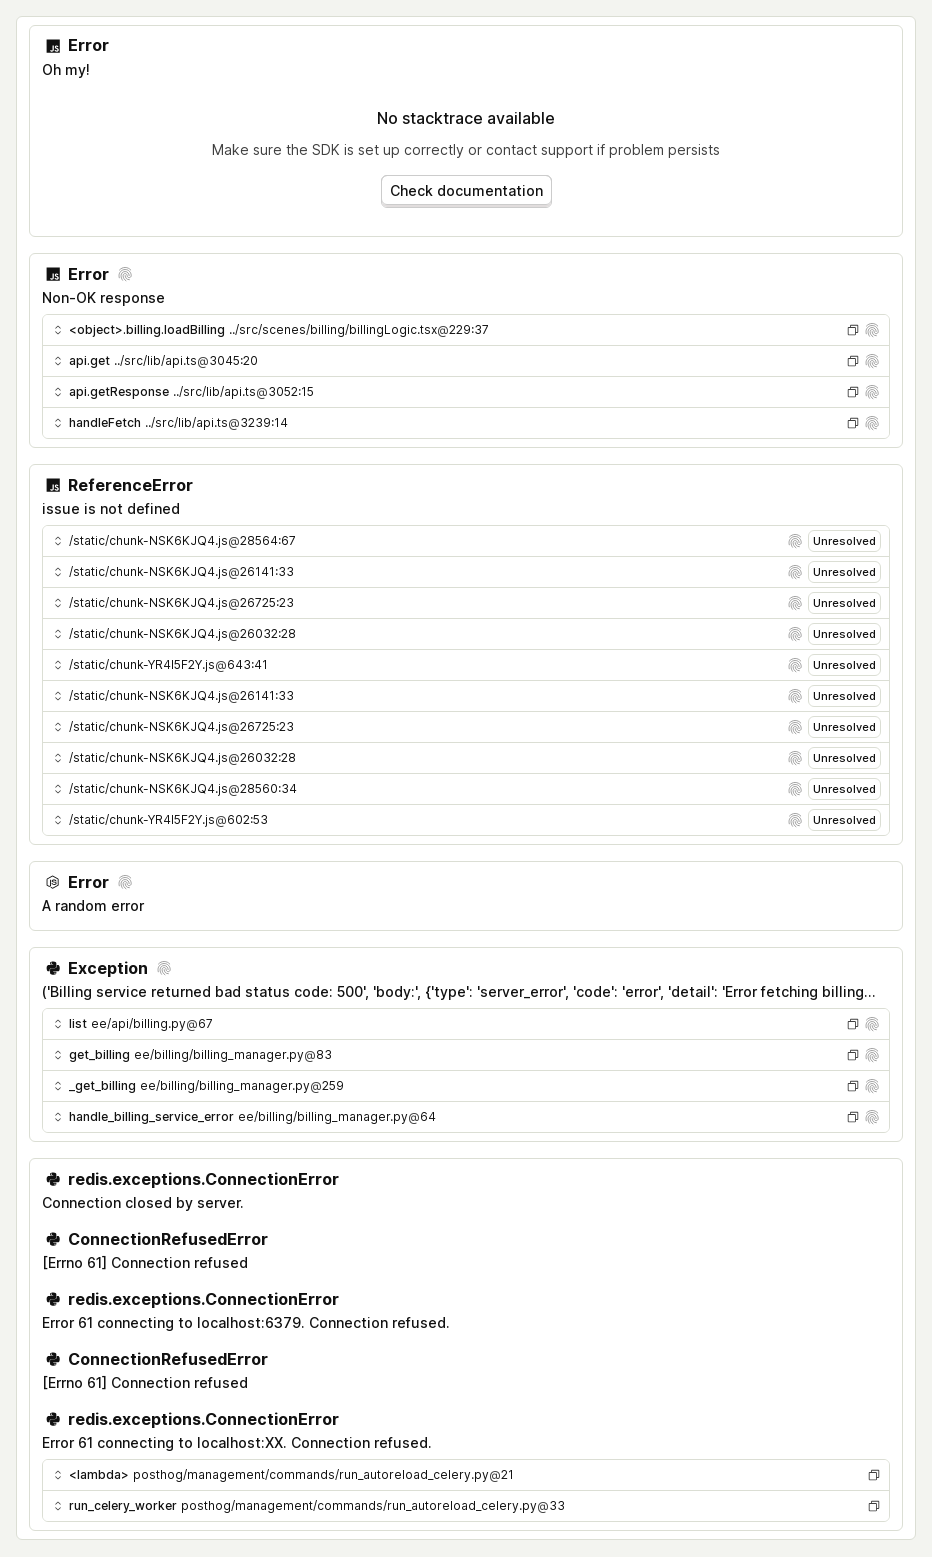 Error
Oh my!
No stacktrace available
Make sure the SDK is set up correctly or contact support if problem persists
Check documentation
Error
Non-OK response
<object>.billing.loadBilling ../src/scenes/billing/billingLogic.tsx@229:37
api.get ../src/lib/api.ts@3045:20
api.getResponse ../src/lib/api.ts@3052:15
handleFetch ../src/lib/api.ts@3239:14
ReferenceError
issue is not defined
/static/chunk-NSK6KJQ4.js@28564:67 Unresolved
/static/chunk-NSK6KJQ4.js@26141:33 Unresolved
/static/chunk-NSK6KJQ4.js@26725:23 Unresolved
/static/chunk-NSK6KJQ4.js@26032:28 Unresolved
/static/chunk-YR4I5F2Y.js@643:41 Unresolved
/static/chunk-NSK6KJQ4.js@26141:33 Unresolved
/static/chunk-NSK6KJQ4.js@26725:23 Unresolved
/static/chunk-NSK6KJQ4.js@26032:28 Unresolved
/static/chunk-NSK6KJQ4.js@28560:34 Unresolved
/static/chunk-YR4I5F2Y.js@602:53 Unresolved
Error
A random error
Exception
('Billing service returned bad status code: 500', 'body:', {'type': 'server_error', 'code': 'error', 'detail': 'Error fetching billing...
list ee/api/billing.py@67
get_billing ee/billing/billing_manager.py@83
_get_billing ee/billing/billing_manager.py@259
handle_billing_service_error ee/billing/billing_manager.py@64
redis.exceptions.ConnectionError
Connection closed by server.
ConnectionRefusedError
[Errno 61] Connection refused
redis.exceptions.ConnectionError
Error 61 connecting to localhost:6379. Connection refused.
ConnectionRefusedError
[Errno 61] Connection refused
redis.exceptions.ConnectionError
Error 61 connecting to localhost:XX. Connection refused.
<lambda> posthog/management/commands/run_autoreload_celery.py@21
run_celery_worker posthog/management/commands/run_autoreload_celery.py@33